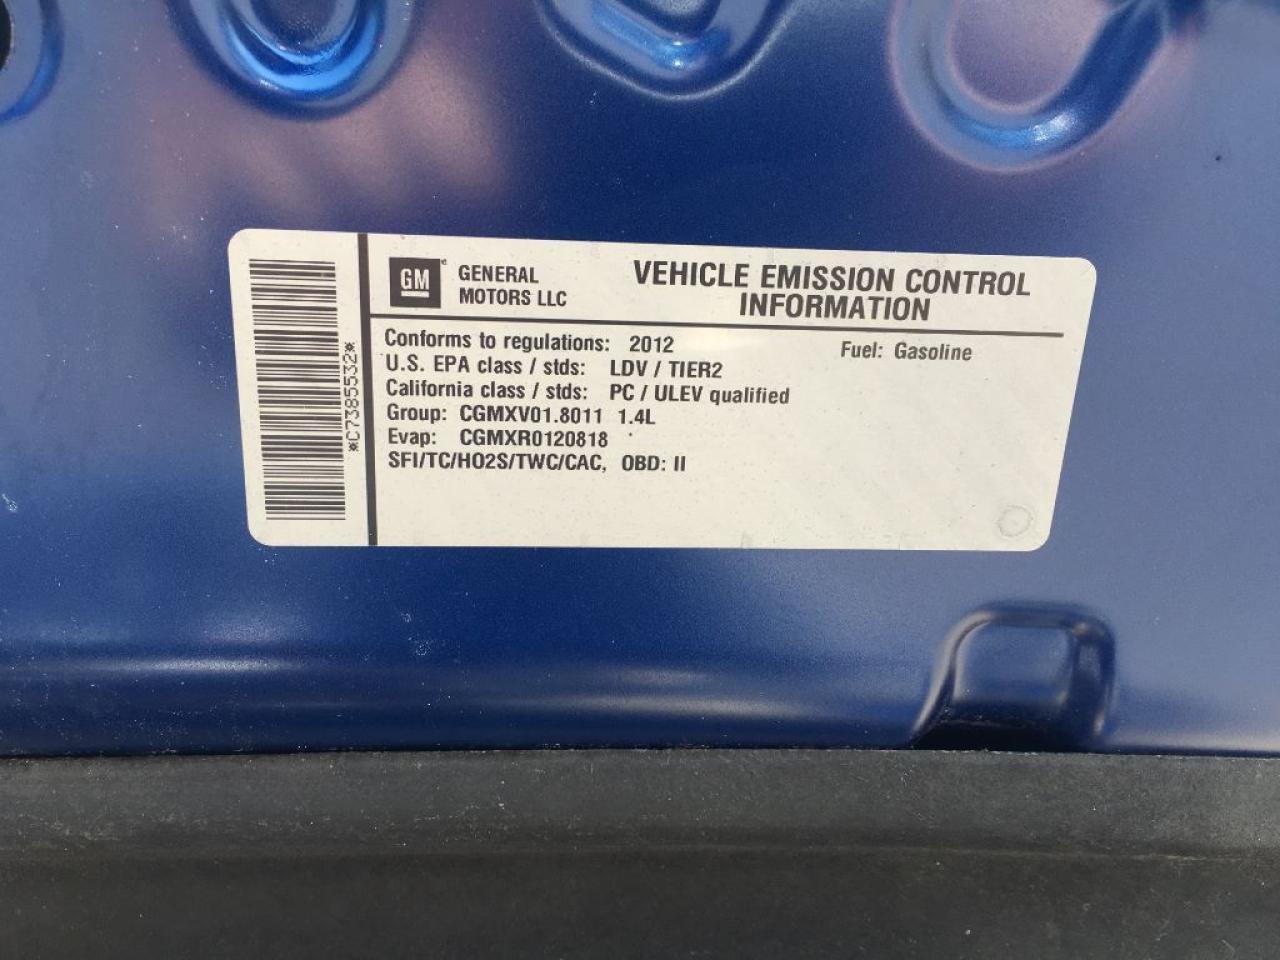 *C7385532*
GM
GENERAL
MOTORS LLC
VEHICLE EMISSION CONTROL
INFORMATION
Conforms to regulations: 2012
Fuel: Gasoline
U.S. EPA class / stds: LDV / TIER2
California class / stds: PC / ULEV qualified
Group: CGMXV01.8011 1.4L
Evap: CGMXR0120818
SFI/TC/HO2S/TWC/CAC, OBD: II